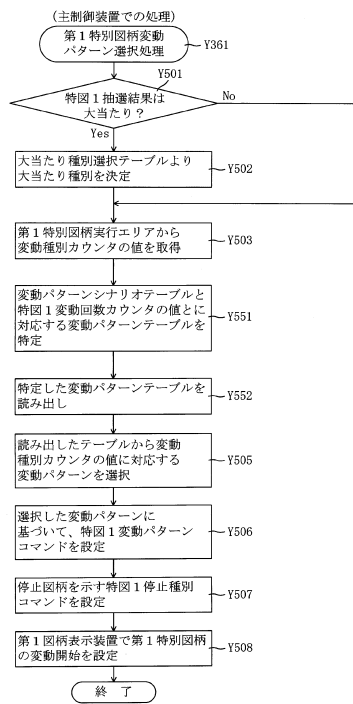 (主制御装置での処理)
第1特別図柄変動
パターン選択処理
Y361
Y501
特図1抽選結果は
大当たり？
No
Yes
大当たり種別選択テーブルより
大当たり種別を決定
Y502
第1特別図柄実行エリアから
変動種別カウンタの値を取得
Y503
変動パターンシナリオテーブルと
特図1変動回数カウンタの値とに
対応する変動パターンテーブルを
特定
Y551
特定した変動パターンテーブルを
読み出し
Y552
読み出したテーブルから変動
種別カウンタの値に対応する
変動パターンを選択
Y505
選択した変動パターンに
基づいて、特図1変動パターン
コマンドを設定
Y506
停止図柄を示す特図1停止種別
コマンドを設定
Y507
第1図柄表示装置で第1特別図柄
の変動開始を設定
Y508
終 了